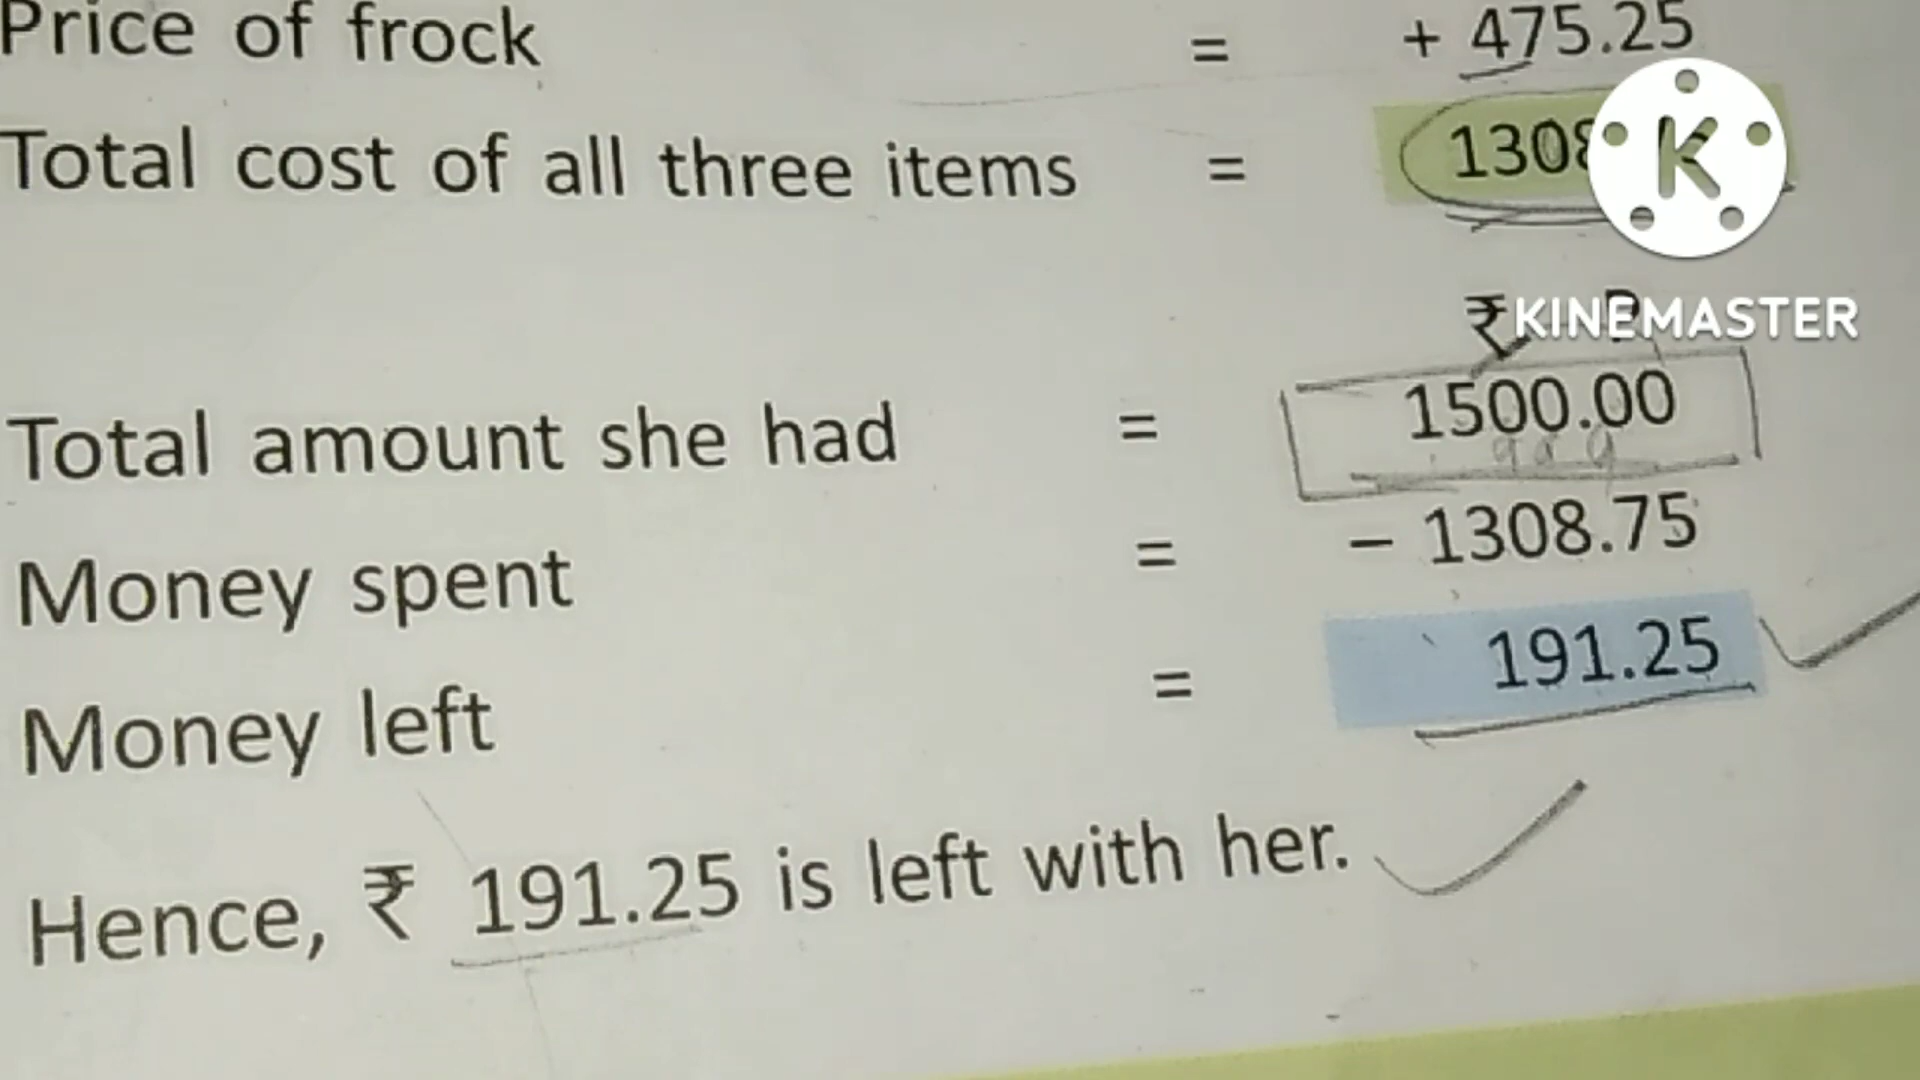 Price of frock = + 475.25
Total cost of all three items = 1308
₹ P
KINEMASTER
Total amount she had = 1500.00
Money spent = – 1308.75
Money left = 191.25
Hence, ₹ 191.25 is left with her.